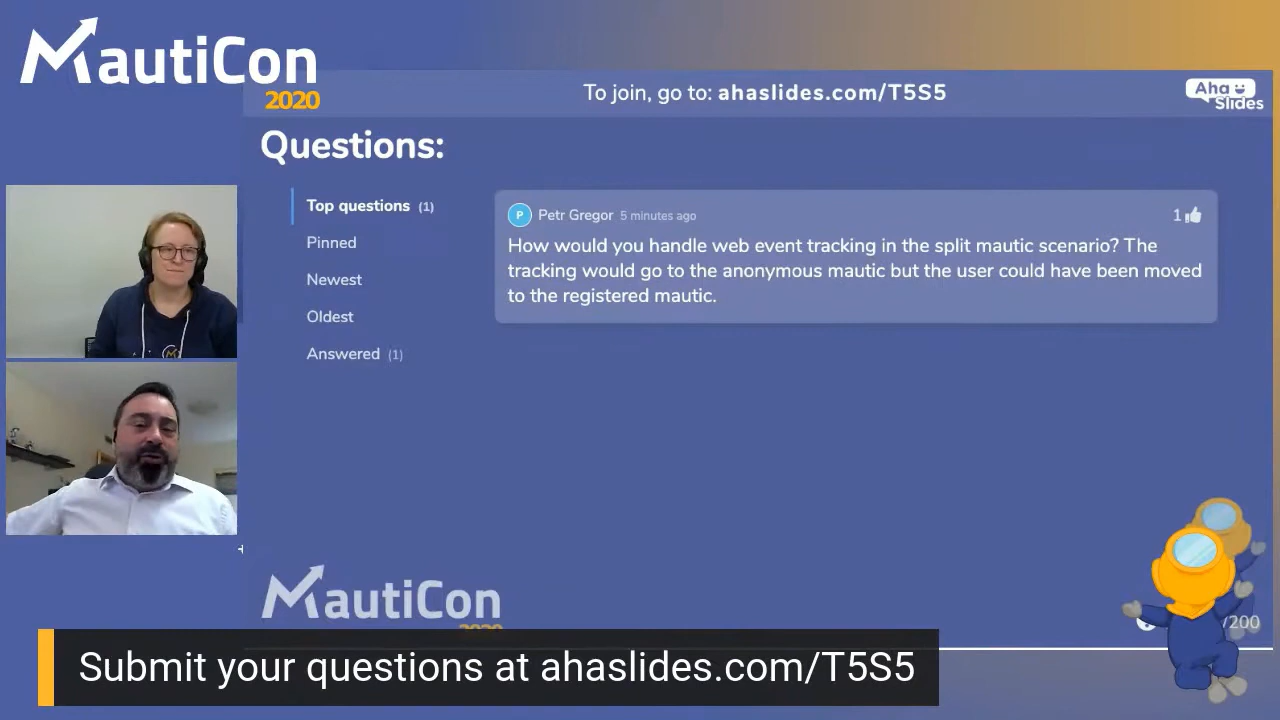 MautiCon
2020
To join, go to: ahaslides.com/T5S5
Aha
Slides
Questions:
Top questions (1)
Pinned
Newest
Oldest
Answered (1)
P Petr Gregor 5 minutes ago
1
How would you handle web event tracking in the split mautic scenario? The
tracking would go to the anonymous mautic but the user could have been moved
to the registered mautic.
MautiCon
2020
/200
Submit your questions at ahaslides.com/T5S5